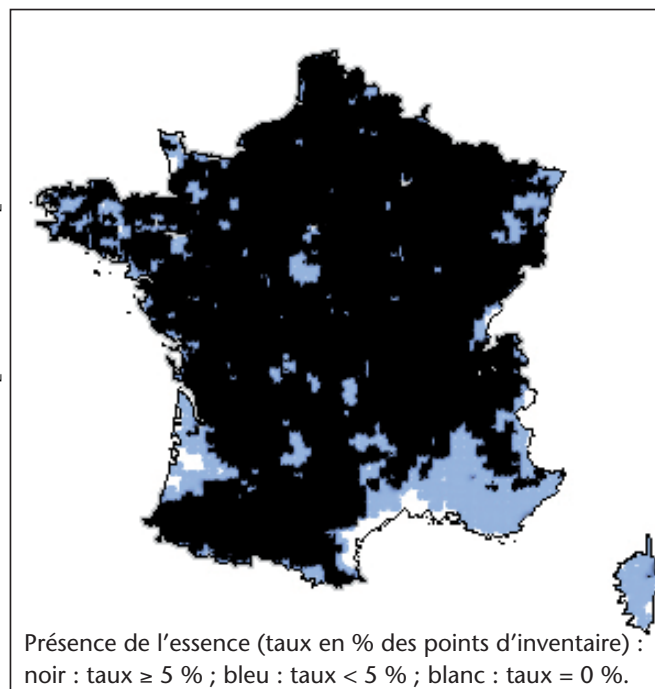 Présence de l’essence (taux en % des points d’inventaire) :
noir : taux ≥ 5 % ; bleu : taux < 5 % ; blanc : taux = 0 %.